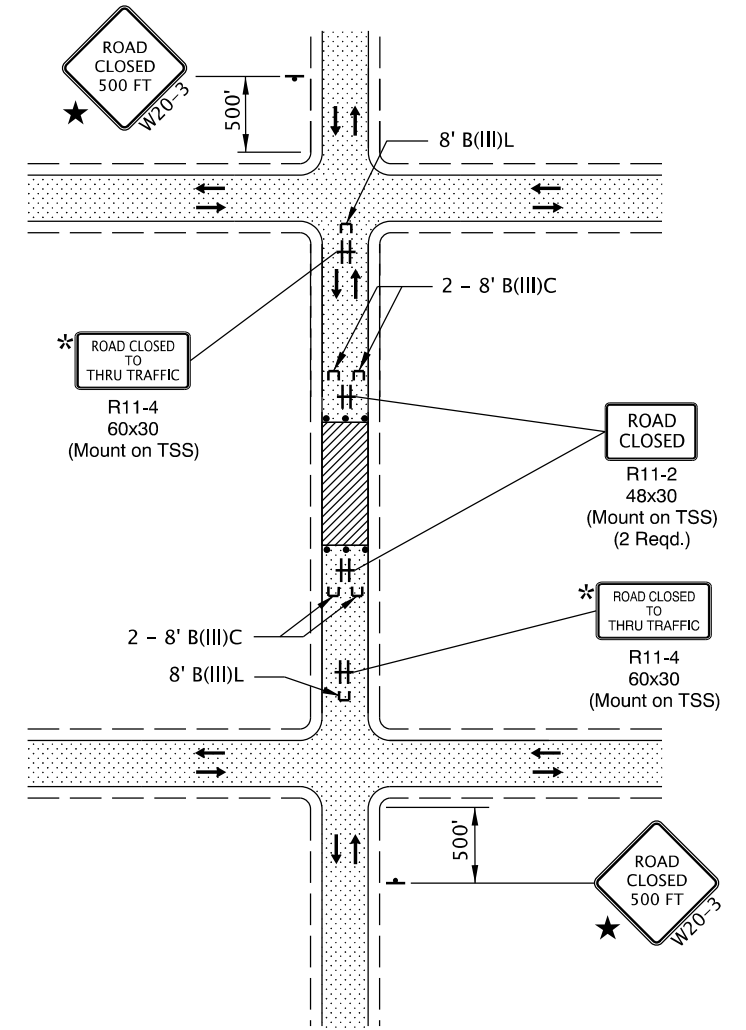 ROAD
CLOSED
500 FT
W20-3
500'
8' B(III)L
2 - 8' B(III)C
* ROAD CLOSED
TO
THRU TRAFFIC
R11-4
60x30
(Mount on TSS)
ROAD
CLOSED
R11-2
48x30
(Mount on TSS)
(2 Reqd.)
* ROAD CLOSED
TO
THRU TRAFFIC
R11-4
60x30
(Mount on TSS)
2 - 8' B(III)C
8' B(III)L
500'
ROAD
CLOSED
500 FT
W20-3